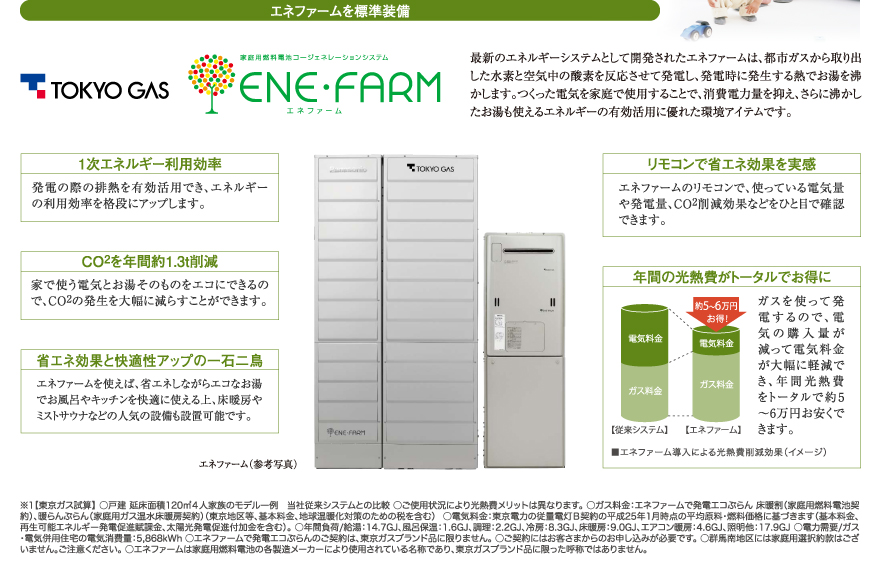 エネファームを標準装備
TOKYO GAS
家庭用燃料電池コージェネレーションシステム
ENE・FARM
エネファーム
最新のエネルギーシステムとして開発されたエネファームは、都市ガスから取り出
した水素と空気中の酸素を反応させて発電し、発電時に発生する熱でお湯を沸
かします。つくった電気を家庭で使用することで、消費電力量を抑え、さらに沸かし
たお湯も使えるエネルギーの有効活用に優れた環境アイテムです。
1次エネルギー利用効率
発電の際の排熱を有効活用でき、エネルギー
の利用効率を格段にアップします。
CO2を年間約1.3t削減
家で使う電気とお湯そのものをエコにできるの
で、CO2の発生を大幅に減らすことができます。
省エネ効果と快適性アップの一石二鳥
エネファームを使えば、省エネしながらエコなお湯
でお風呂やキッチンを快適に使える上、床暖房や
ミストサウナなどの人気の設備も設置可能です。
TOKYO GAS
ENE・FARM
エネファーム(参考写真)
リモコンで省エネ効果を実感
エネファームのリモコンで、使っている電気量
や発電量、CO2削減効果などをひと目で確認
できます。
年間の光熱費がトータルでお得に
約5~6万円
お得!
電気料金
ガス料金
電気料金
ガス料金
【従来システム】
【エネファーム】
ガスを使って発
電するので、電
気の購入量が
減って電気料金
が大幅に軽減で
き、年間光熱費
をトータルで約5
〜6万円お安くで
きます。
■エネファーム導入による光熱費削減効果(イメージ)
※1【東京ガス試算】 ○戸建 延床面積120㎡4人家族のモデル一例 当社従来システムとの比較 ○ご使用状況により光熱費メリットは異なります。 ○ガス料金:エネファームで発電エコぷらん 床暖割(家庭用燃料電池契
約)、暖らんぷらん(家庭用ガス温水床暖房契約)(東京地区等、基本料金、地球温暖化対策のための税を含む) ○電気料金:東京電力の従量電灯B契約の平成25年1月時点の平均原料・燃料価格に基づきます(基本料金、
再生可能エネルギー発電促進賦課金、太陽光発電促進付加金を含む)。 ○年間負荷/給湯:14.7GJ、風呂保温:1.6GJ、調理:2.2GJ、冷房:8.3GJ、床暖房:9.0GJ、エアコン暖房:4.6GJ、照明他:17.9GJ ○電力需要/ガス
・電気併用住宅の電気消費量:5,868kWh ○エネファームで発電エコぷらんのご契約は、東京ガスブランド品に限りません。 ○ご契約にはお客さまからのお申し込みが必要です。 ○群馬南地区には家庭用選択約款はござ
いません。ご注意ください。 ○エネファームは家庭用燃料電池の各製造メーカーにより使用されている名称であり、東京ガスブランド品に限った呼称ではありません。